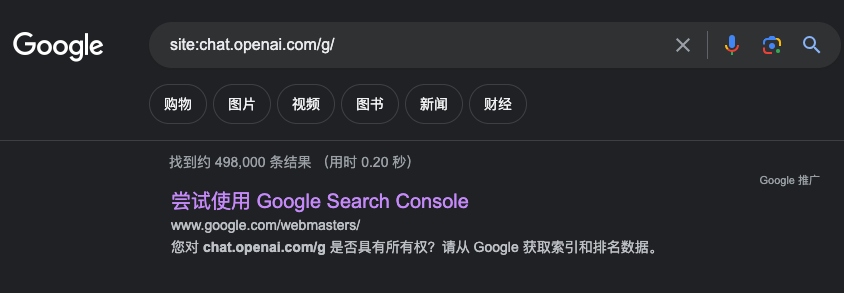 Google
site:chat.openai.com/g/
购物
图片
视频
图书
新闻
财经
找到约 498,000 条结果 （用时 0.20 秒）
Google 推广
尝试使用 Google Search Console
www.google.com/webmasters/
您对 chat.openai.com/g 是否具有所有权？请从 Google 获取索引和排名数据。